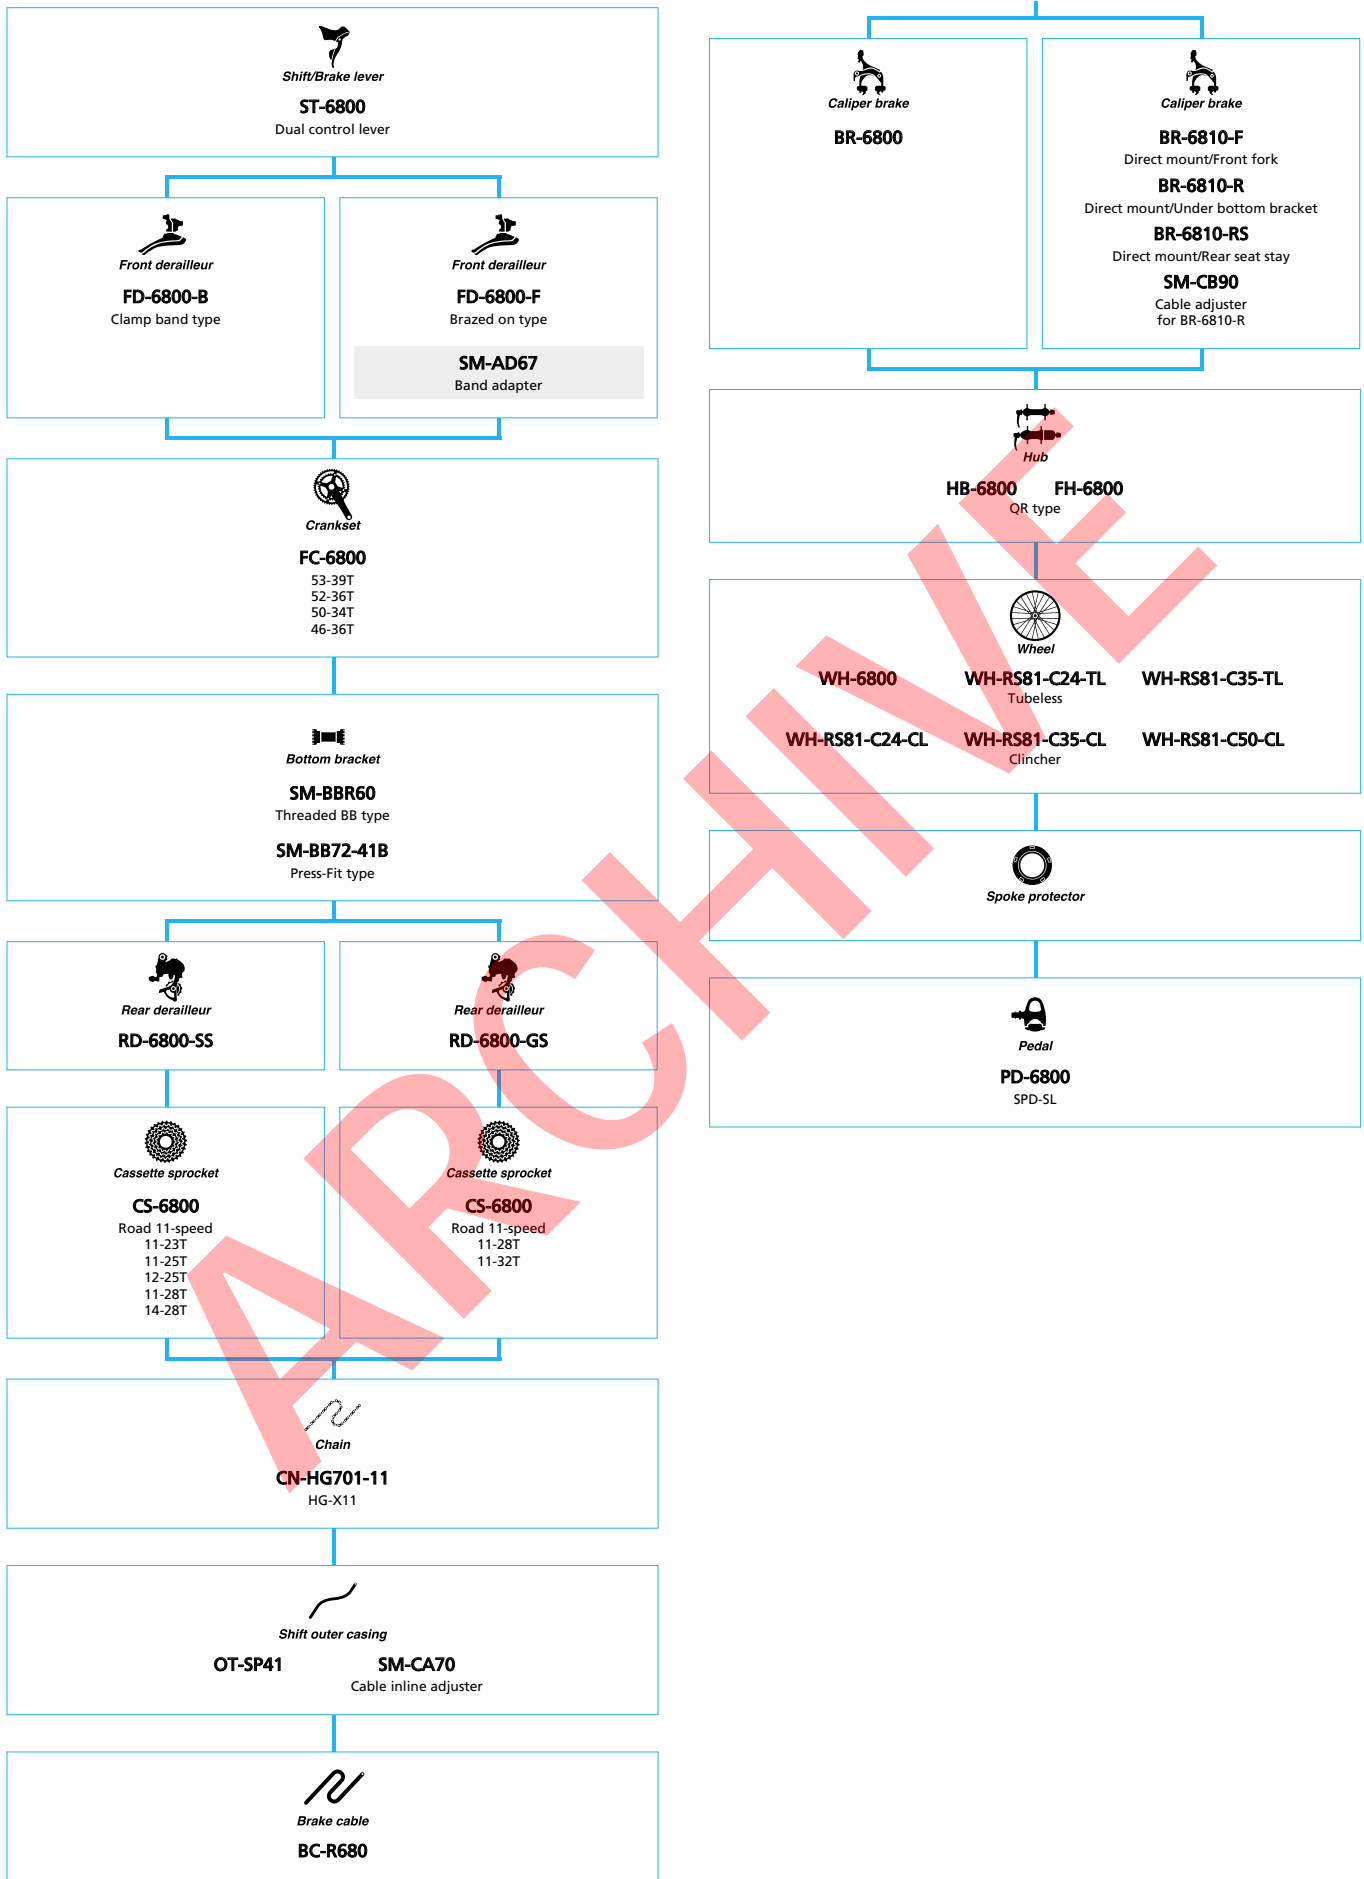 Shift/Brake lever
ST-6800
Dual control lever
Front derailleur
FD-6800-B
Clamp band type
Front derailleur
FD-6800-F
Brazed on type
SM-AD67
Band adapter
Crankset
FC-6800
53-39T
52-36T
50-34T
46-36T
Bottom bracket
SM-BBR60
Threaded BB type
SM-BB72-41B
Press-Fit type
Rear derailleur
RD-6800-SS
Rear derailleur
RD-6800-GS
Cassette sprocket
CS-6800
Road 11-speed
11-23T
11-25T
12-25T
11-28T
14-28T
Cassette sprocket
CS-6800
Road 11-speed
11-28T
11-32T
Chain
CN-HG701-11
HG-X11
Shift outer casing
OT-SP41 SM-CA70
Cable inline adjuster
Brake cable
BC-R680
Caliper brake
BR-6800
Caliper brake
BR-6810-F
Direct mount/Front fork
BR-6810-R
Direct mount/Under bottom bracket
BR-6810-RS
Direct mount/Rear seat stay
SM-CB90
Cable adjuster
for BR-6810-R
Hub
HB-6800 FH-6800
QR type
Wheel
WH-6800 WH-RS81-C24-TL WH-RS81-C35-TL
Tubeless
WH-RS81-C24-CL WH-RS81-C35-CL WH-RS81-C50-CL
Clincher
Spoke protector
Pedal
PD-6800
SPD-SL
ARCHIVE